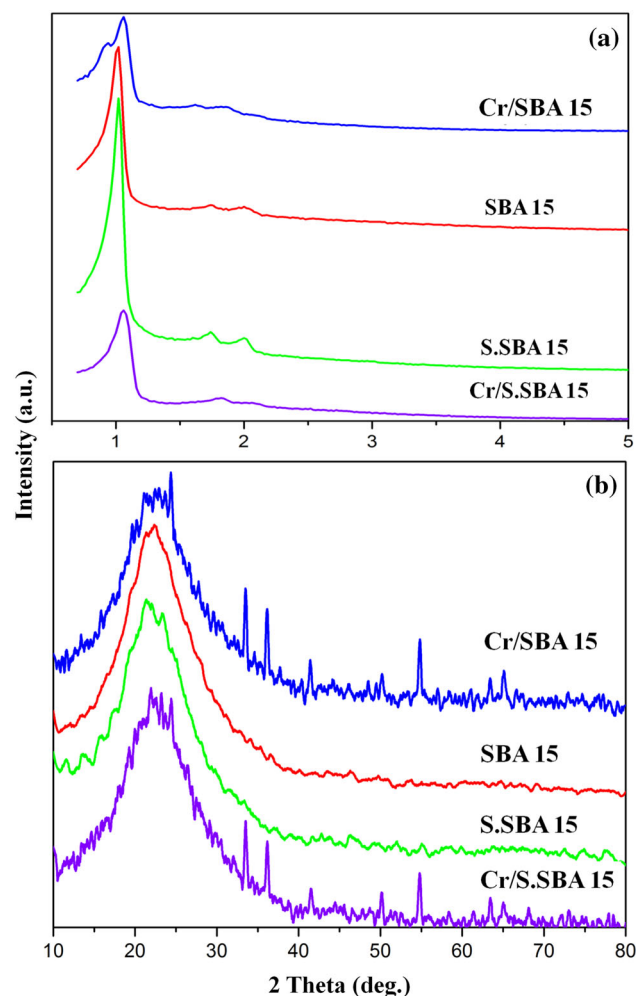 (a)
Cr/SBA 15
SBA 15
S.SBA 15
Cr/S.SBA 15
1 2 3 4 5
Intensity (a.u.)
(b)
Cr/SBA 15
SBA 15
S.SBA 15
Cr/S.SBA 15
10 20 30 40 50 60 70 80
2 Theta (deg.)